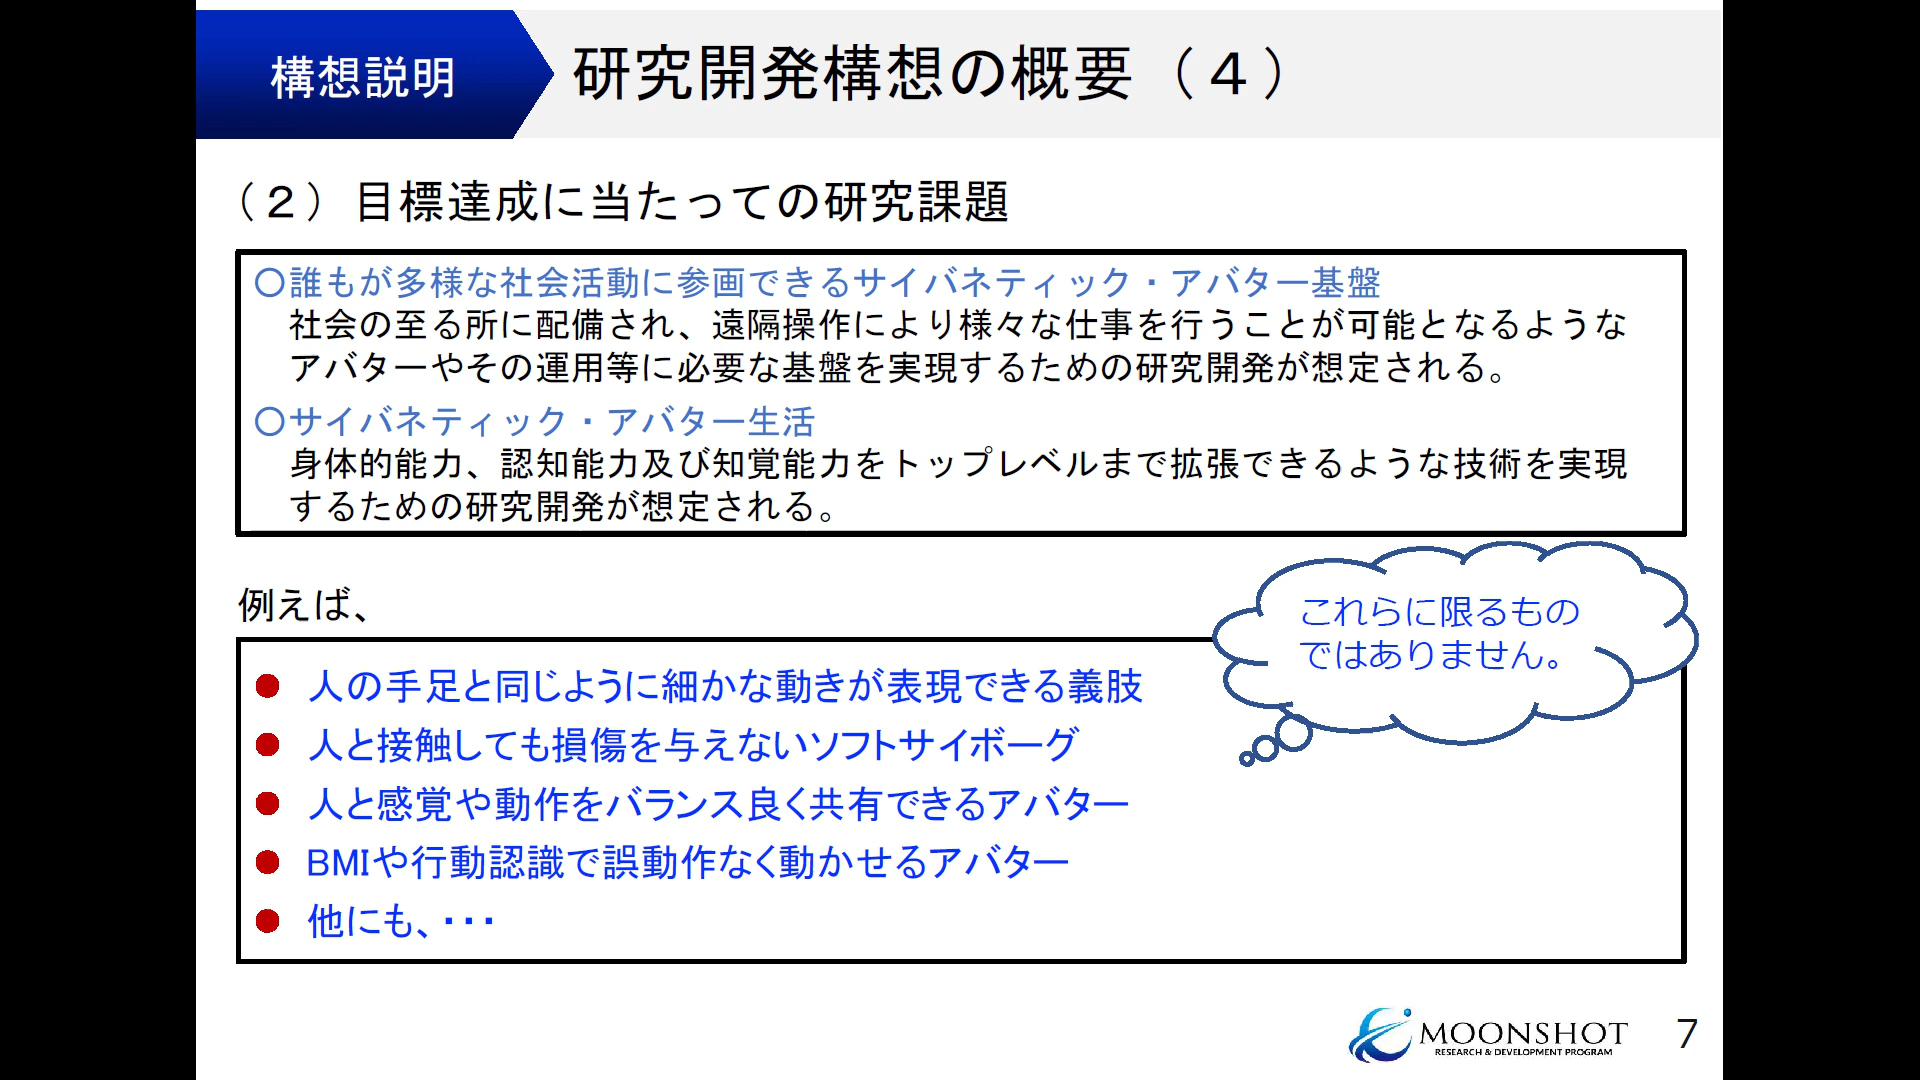 構想説明
研究開発構想の概要（４）
（２）目標達成に当たっての研究課題
○誰もが多様な社会活動に参画できるサイバネティック・アバター基盤
社会の至る所に配備され、遠隔操作により様々な仕事を行うことが可能となるような
アバターやその運用等に必要な基盤を実現するための研究開発が想定される。
○サイバネティック・アバター生活
身体的能力、認知能力及び知覚能力をトップレベルまで拡張できるような技術を実現
するための研究開発が想定される。
例えば、
これらに限るもの
ではありません。
● 人の手足と同じように細かな動きが表現できる義肢
● 人と接触しても損傷を与えないソフトサイボーグ
● 人と感覚や動作をバランス良く共有できるアバター
● BMIや行動認識で誤動作なく動かせるアバター
● 他にも、・・・
MOONSHOT
RESEARCH & DEVELOPMENT PROGRAM
7